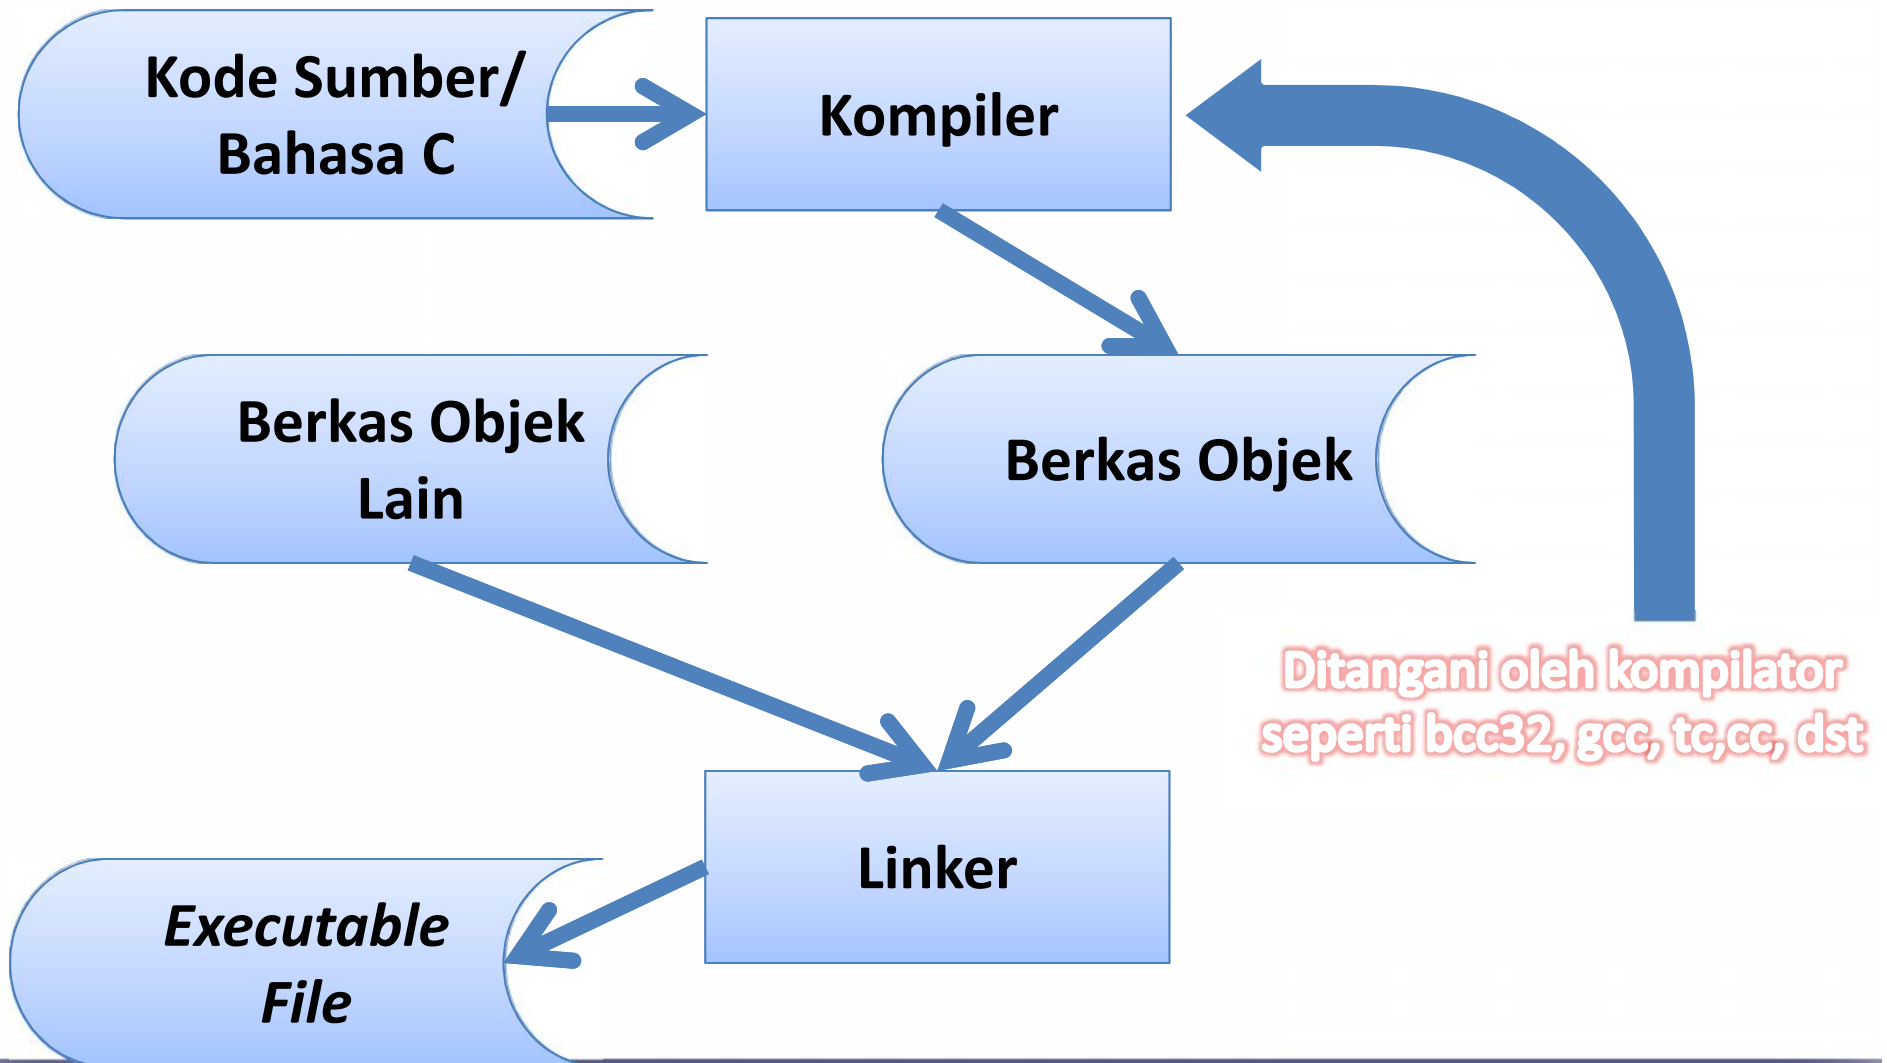 Kode Sumber/
Bahasa C
Kompiler
Berkas Objek
Lain
Berkas Objek
Ditangani oleh kompilator
seperti bcc32, gcc, tc,cc, dst
Linker
Executable
File